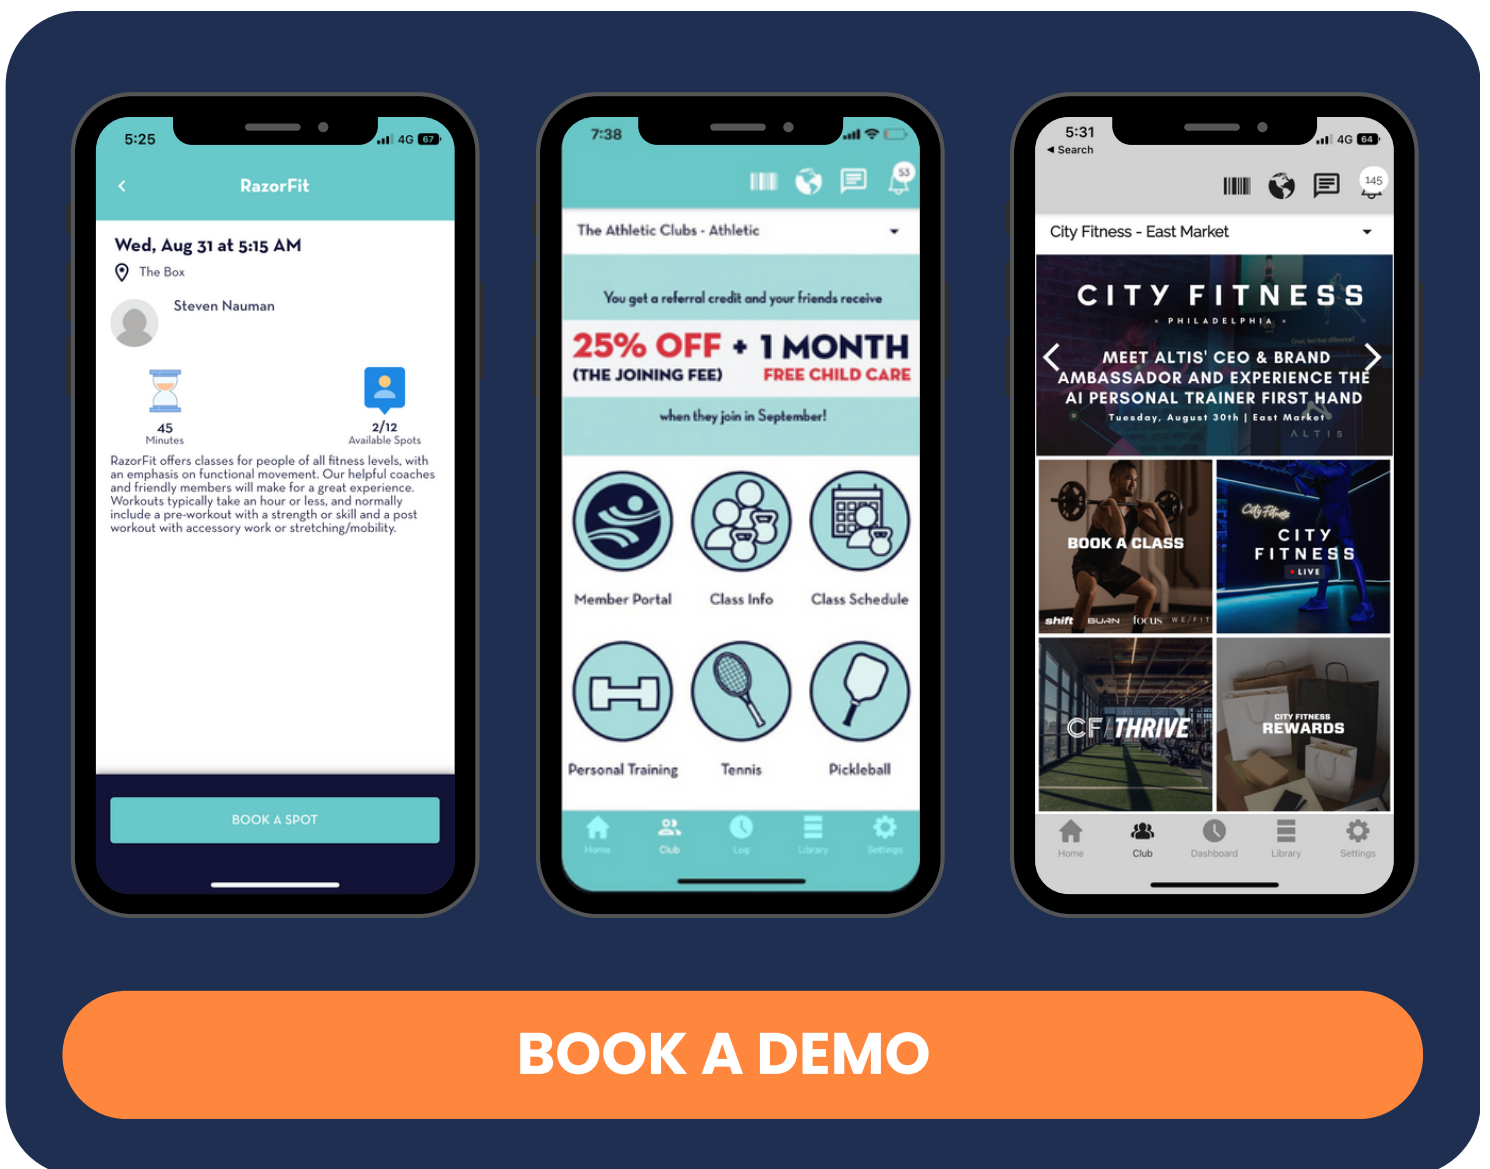 5:25
4G 67
RazorFit
Wed, Aug 31 at 5:15 AM
The Box
Steven Nauman
45
Minutes
2/12
Available Spots
RazorFit offers classes for people of all fitness levels, with
an emphasis on functional movement. Our helpful coaches
and friendly members will make for a great experience.
Workouts typically take an hour or less, and normally
include a pre-workout with a strength or skill and a post
workout with accessory work or stretching/mobility.
BOOK A SPOT
7:38
53
The Athletic Clubs - Athletic
You get a referral credit and your friends receive
25% OFF + 1 MONTH
(THE JOINING FEE) FREE CHILD CARE
when they join in September!
Member Portal
Class Info
Class Schedule
Personal Training
Tennis
Pickleball
Home
Club
Log
Library
Settings
5:31
Search
4G 64
145
City Fitness - East Market
CITY FITNESS
PHILADELPHIA
MEET ALTIS' CEO & BRAND
AMBASSADOR AND EXPERIENCE THE
AI PERSONAL TRAINER FIRST HAND
Tuesday, August 30th | East Market
ALTIS
BOOK A CLASS
shift BURN focus WE/FIT
City Fitness
CITY
FITNESS
LIVE
CF/THRIVE
CITY FITNESS
REWARDS
Home
Club
Dashboard
Library
Settings
BOOK A DEMO